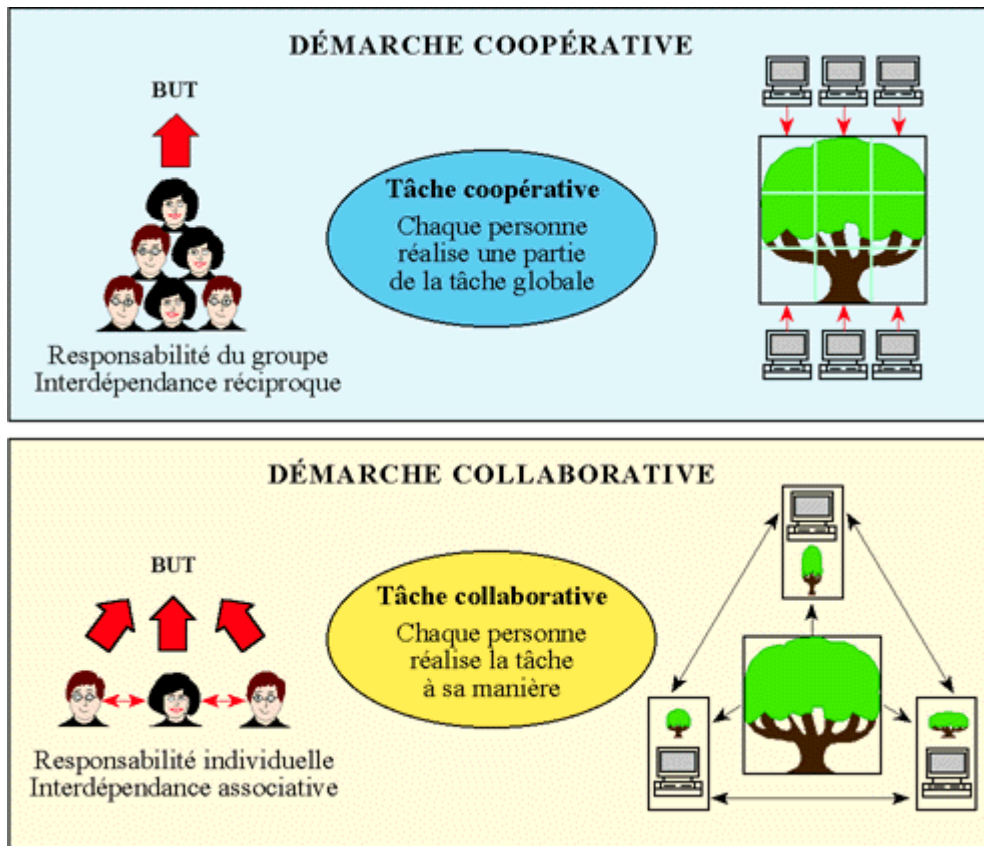 DÉMARCHE COOPÉRATIVE
BUT
Tâche coopérative
Chaque personne
réalise une partie
de la tâche globale
Responsabilité du groupe
Interdépendance réciproque
DÉMARCHE COLLABORATIVE
BUT
Tâche collaborative
Chaque personne
réalise la tâche
à sa manière
Responsabilité individuelle
Interdépendance associative